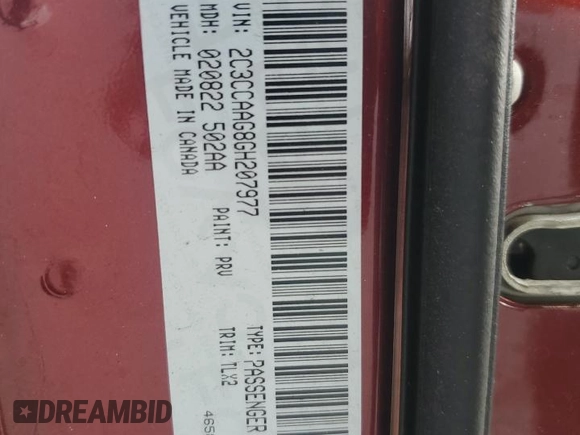 VIN: 2C3CCAAG8GH207977
TYPE: PASSENGER
MDH: 020822 502AA
PAINT: PRV
TRIM: TLX2
VEHICLE MADE IN CANADA
DREAMBID